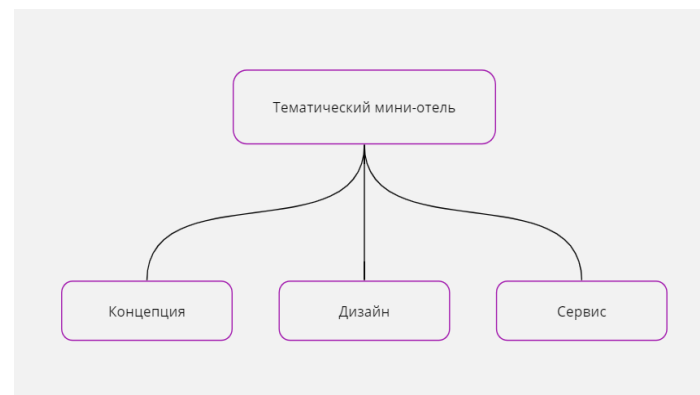 Тематический мини-отель
Концепция
Дизайн
Сервис